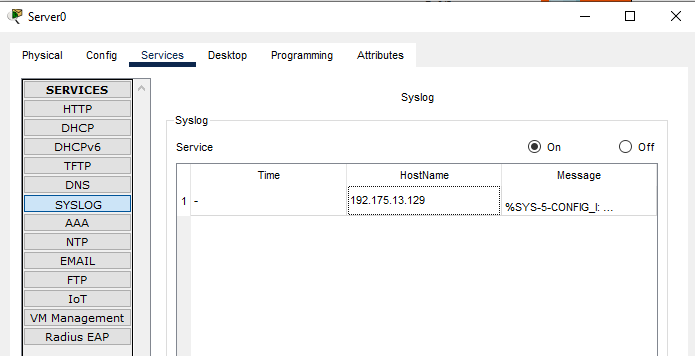 Server0
Physical Config Services Desktop Programming Attributes
SERVICES
HTTP
DHCP
DHCPv6
TFTP
DNS
SYSLOG
AAA
NTP
EMAIL
FTP
IoT
VM Management
Radius EAP
Syslog
Syslog
Service On Off
Time HostName Message
1 - 192.175.13.129 %SYS-5-CONFIG_I: ...